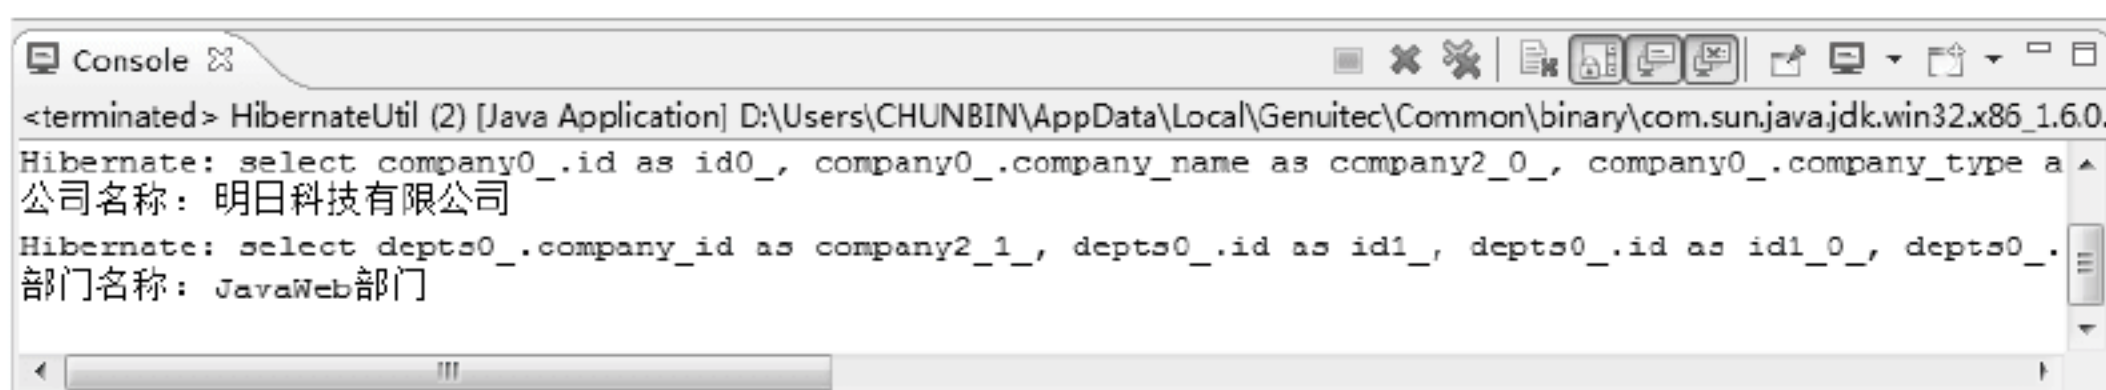 Console
<terminated> HibernateUtil (2) [Java Application] D:\Users\CHUNBIN\AppData\Local\Genuitec\Common\binary\com.sun.java.jdk.win32.x86_1.6.0.
Hibernate: select company0_.id as id0_, company0_.company_name as company2_0_, company0_.company_type a
公司名称：明日科技有限公司
Hibernate: select depts0_.company_id as company2_1_, depts0_.id as id1_, depts0_.id as id1_0_, depts0_.
部门名称：JavaWeb部门